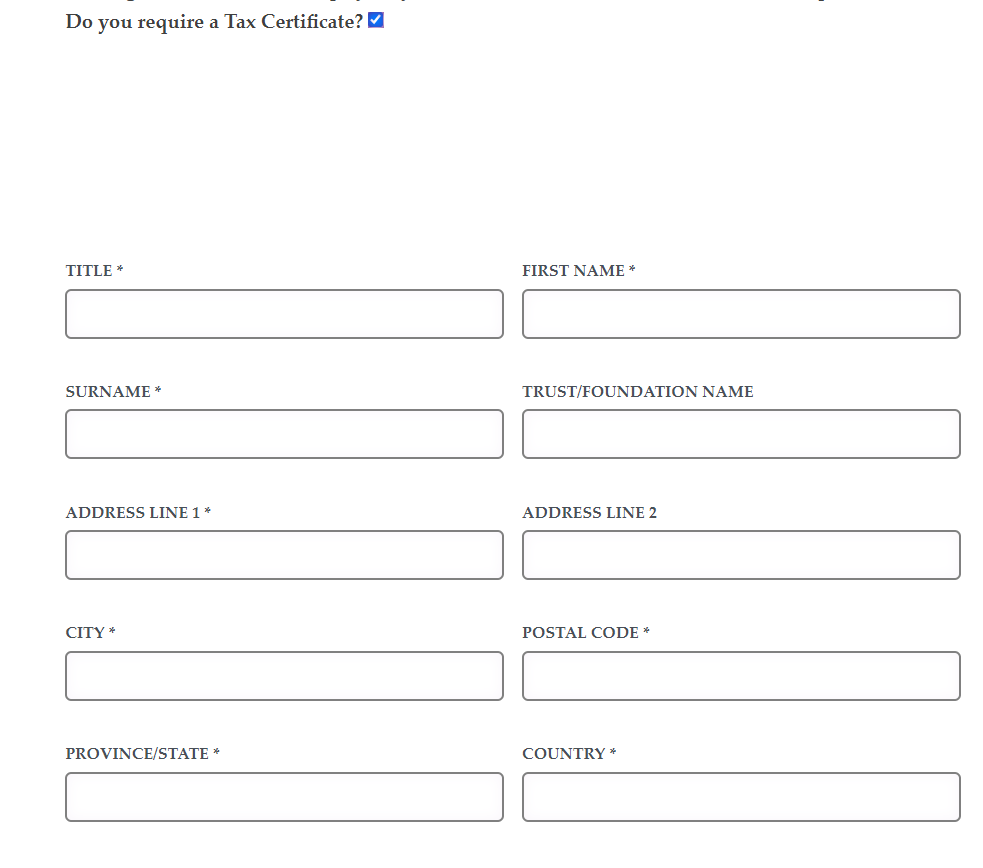 Do you require a Tax Certificate?
TITLE *
FIRST NAME *
SURNAME *
TRUST/FOUNDATION NAME
ADDRESS LINE 1 *
ADDRESS LINE 2
CITY *
POSTAL CODE *
PROVINCE/STATE *
COUNTRY *